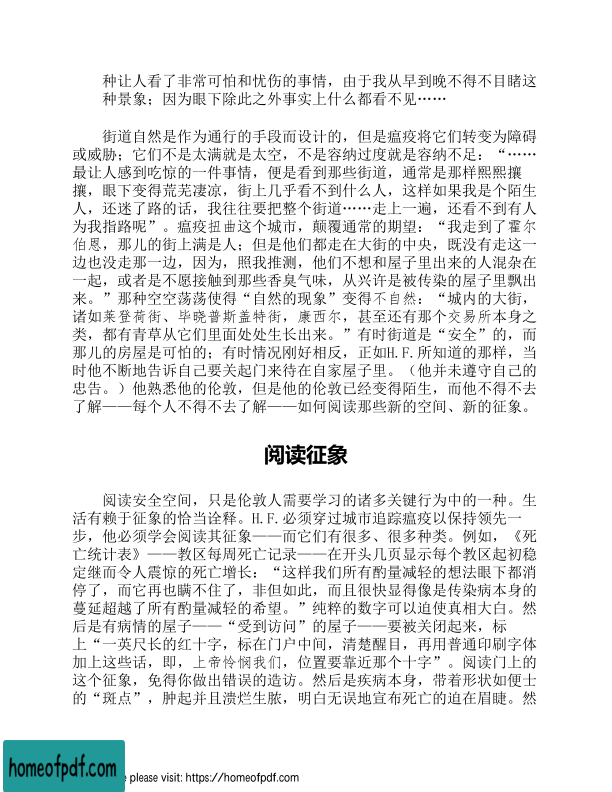 种让人看了非常可怕和忧伤的事情，由于我从早到晚不得不目睹这
种景象；因为眼下除此之外事实上什么都看不见……
街道自然是作为通行的手段而设计的，但是瘟疫将它们转变为障碍
或威胁；它们不是太满就是太空，不是容纳过度就是容纳不足：“……
最让人感到吃惊的一件事情，便是看到那些街道，通常是那样熙熙攘
攘，眼下变得荒芜凄凉，街上几乎看不到什么人，这样如果我是个陌生
人，还迷了路的话，我往往要把整个街道……走上一遍，还看不到有人
为我指路呢”。瘟疫扭曲这个城市，颠覆通常的期望：“我走到了霍尔
伯恩，那儿的街上满是人；但是他们都走在大街的中央，既没有走这一
边也没走那一边，因为，照我推测，他们不想和屋子里出来的人混杂在
一起，或者是不愿接触到那些香臭气味，从兴许是被传染的屋子里飘出
来。”那种空空荡荡使得“自然的现象”变得不自然：“城内的大街，
诸如莱登荷街、毕晓普斯盖特街，康西尔，甚至还有那个交易所本身之
类，都有青草从它们里面处处生长出来。”有时街道是“安全”的，而
那儿的房屋是可怕的；有时情况刚好相反，正如H.F.所知道的那样，当
时他不断地告诉自己要关起门来待在自家屋子里。（他并未遵守自己的
忠告。）他熟悉他的伦敦，但是他的伦敦已经变得陌生，而他不得不去
了解——每个人不得不去了解——如何阅读那些新的空间、新的征象。
阅读征象
阅读安全空间，只是伦敦人需要学习的诸多关键行为中的一种。生
活有赖于征象的恰当诠释。H.F.必须穿过城市追踪瘟疫以保持领先一
步，他必须学会阅读其征象——而它们有很多、很多种类。例如，《死
亡统计表》——教区每周死亡记录——在开头几页显示每个教区起初稳
定继而令人震惊的死亡增长：“这样我们所有酌量减轻的想法眼下都消
停了，而它再也瞒不住了，非但如此，而且很快显得像是传染病本身的
蔓延超越了所有酌量减轻的希望。”纯粹的数字可以迫使真相大白。然
后是有病情的屋子——“受到访问”的屋子——要被关闭起来，标
上“一英尺长的红十字，标在门户中间，清楚醒目，再用普通印刷字体
加上这些话，即，上帝怜悯我们，位置要靠近那个十字”。阅读门上的
这个征象，免得你做出错误的造访。然后是疾病本身，带着形状如便士
的“斑点”，肿起并且溃烂生脓，明白无误地宣布死亡的迫在眉睫。然
homeofpdf.com
e please visit: https://homeofpdf.com